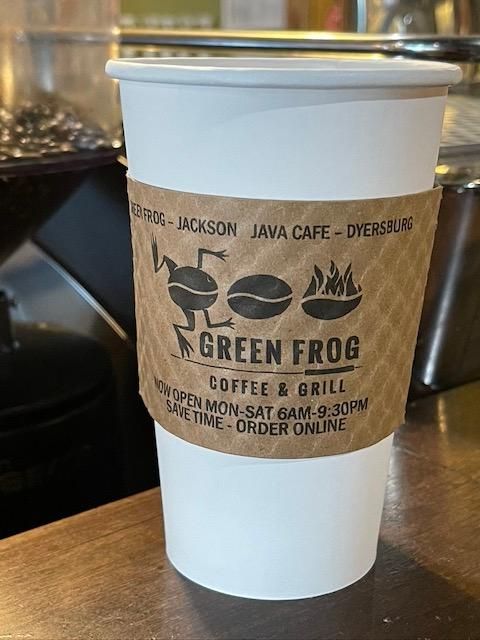 GREEN FROG – JACKSON JAVA CAFE – DYERSBURG
GREEN FROG
COFFEE & GRILL
NOW OPEN MON-SAT 6AM-9:30PM
SAVE TIME - ORDER ONLINE